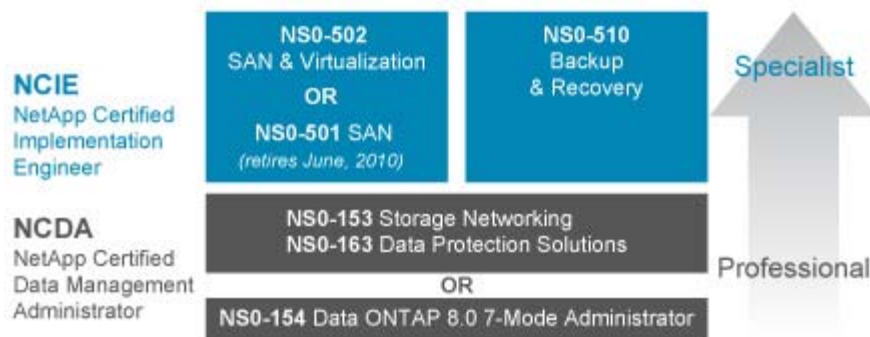 NCIE
NetApp Certified
Implementation
Engineer
NS0-502
SAN & Virtualization
OR
NS0-501 SAN
(retires June, 2010)
NS0-510
Backup
& Recovery
Specialist
NCDA
NetApp Certified
Data Management
Administrator
NS0-153 Storage Networking
NS0-163 Data Protection Solutions
OR
NS0-154 Data ONTAP 8.0 7-Mode Administrator
Professional